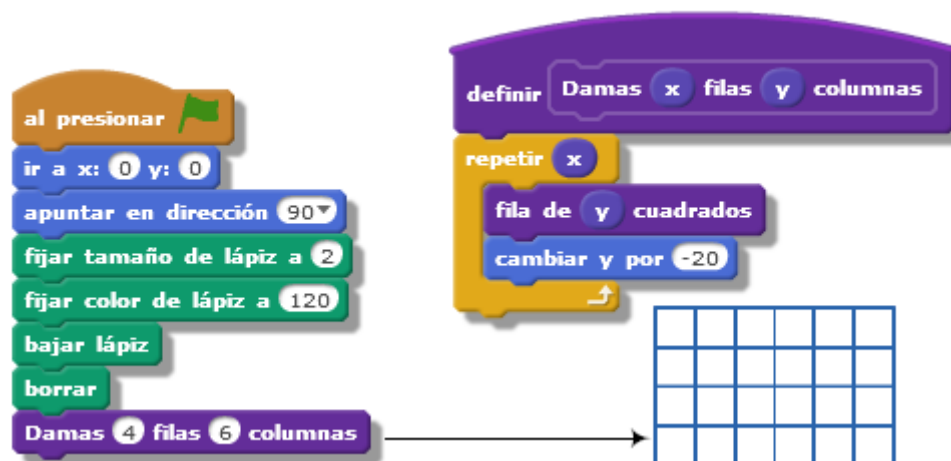 al presionar
ir a x: 0 y: 0
apuntar en dirección 90
fijar tamaño de lápiz a 2
fijar color de lápiz a 120
bajar lápiz
borrar
Damas 4 filas 6 columnas
definir Damas x filas y columnas
repetir x
fila de y cuadrados
cambiar y por -20